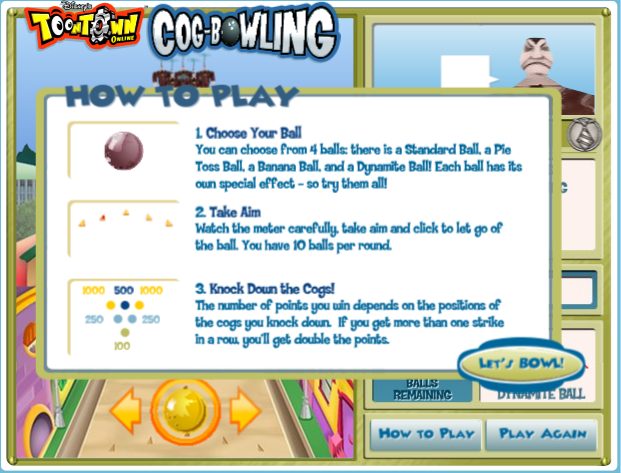 Disney's
TOONTOWN
ONLINE
COG-BOWLING
HOW TO PLAY
1. Choose Your Ball
You can choose from 4 balls: there is a Standard Ball, a Pie
Toss Ball, a Banana Ball, and a Dynamite Ball! Each ball has its
own special effect - so try them all!
2. Take Aim
Watch the meter carefully, take aim and click to let go of
the ball. You have 10 balls per round.
3. Knock Down the Cogs!
1000 500 1000
250 250
100
The number of points you win depends on the positions of
the cogs you knock down. If you get more than one strike
in a row, you'll get double the points.
LET'S BOWL!
BALLS
REMAINING
DYNAMITE BALL
HOW TO PLAY
PLAY AGAIN